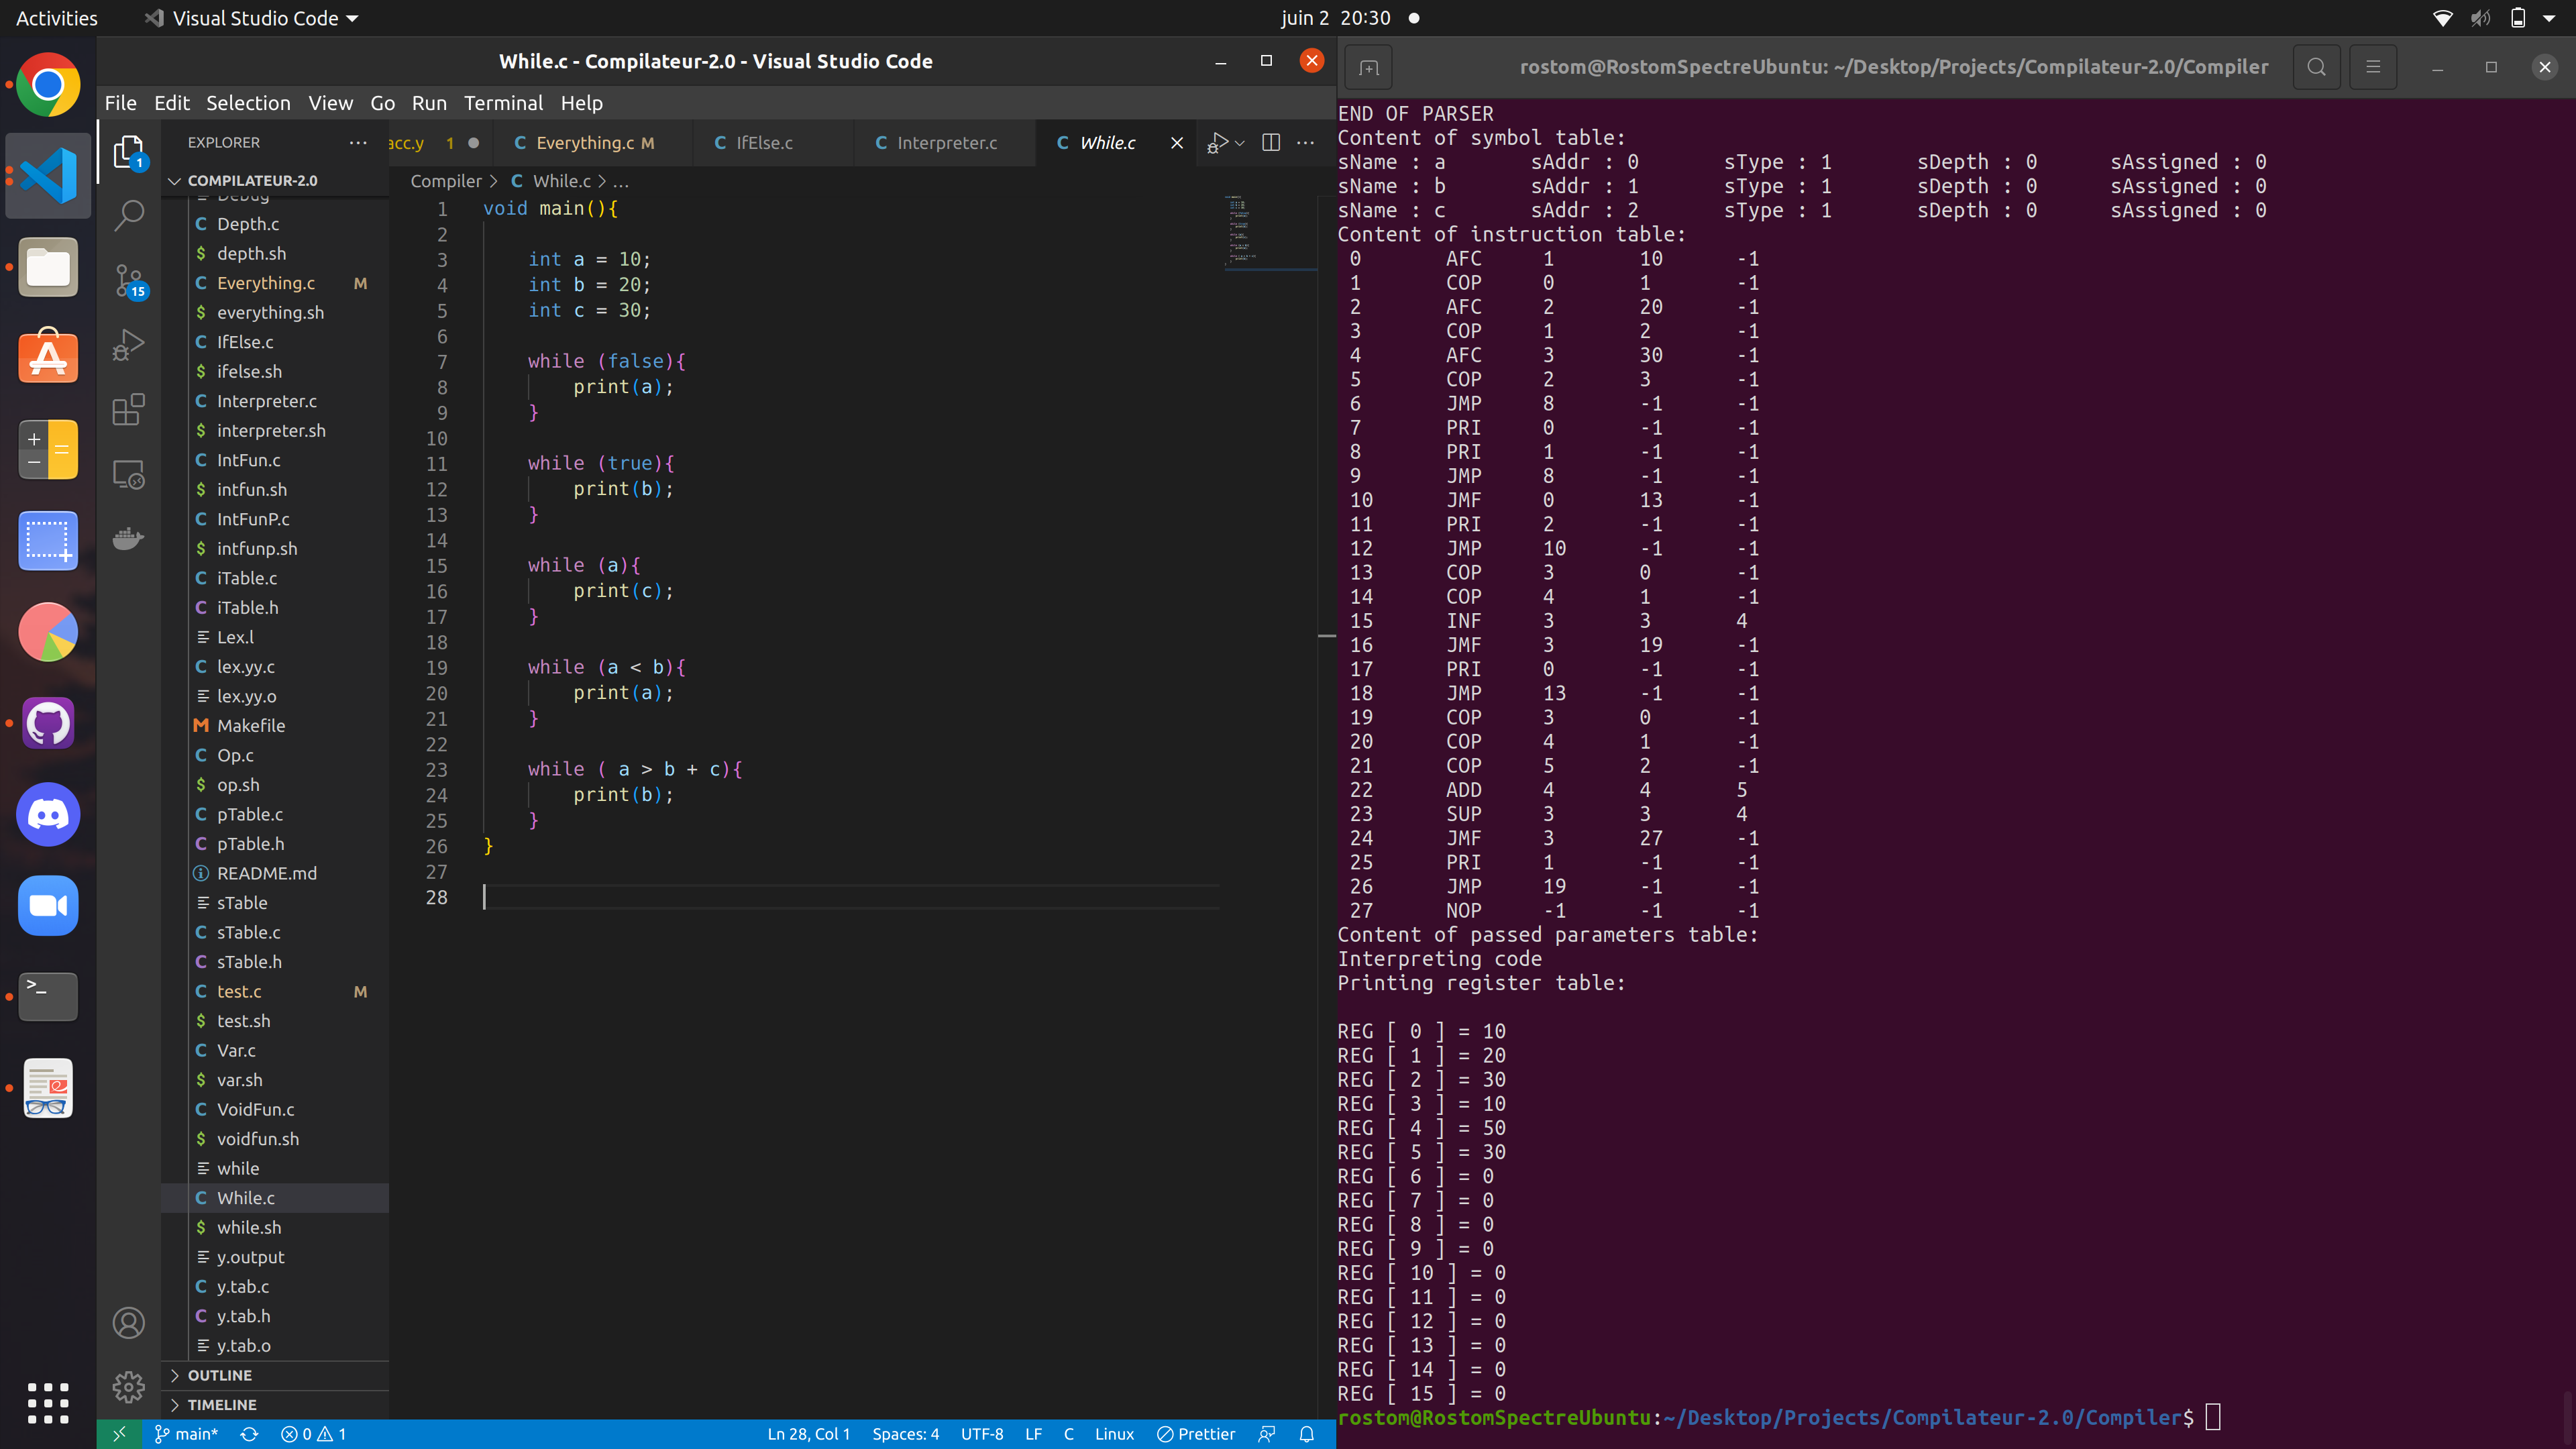 Activities Visual Studio Code juin 2 20:30
While.c - Compilateur-2.0 - Visual Studio Code
File Edit Selection View Go Run Terminal Help
EXPLORER
COMPILATEUR-2.0
Debug
Depth.c
depth.sh
Everything.c M
everything.sh
IfElse.c
ifelse.sh
Interpreter.c
interpreter.sh
IntFun.c
intfun.sh
IntFunP.c
intfunp.sh
iTable.c
iTable.h
Lex.l
lex.yy.c
lex.yy.o
Makefile
Op.c
op.sh
pTable.c
pTable.h
README.md
sTable
sTable.c
sTable.h
test.c M
test.sh
Var.c
var.sh
VoidFun.c
voidfun.sh
while
While.c
while.sh
y.output
y.tab.c
y.tab.h
y.tab.o
OUTLINE
TIMELINE
1
15
acc.y 1 Everything.c M IfElse.c Interpreter.c While.c
Compiler > While.c > ...
1 void main(){
2
3 int a = 10;
4 int b = 20;
5 int c = 30;
6
7 while (false){
8 print(a);
9 }
10
11 while (true){
12 print(b);
13 }
14
15 while (a){
16 print(c);
17 }
18
19 while (a < b){
20 print(a);
21 }
22
23 while ( a > b + c){
24 print(b);
25 }
26 }
27
28
main* 0 1 Ln 28, Col 1 Spaces: 4 UTF-8 LF C Linux Prettier
rostom@RostomSpectreUbuntu: ~/Desktop/Projects/Compilateur-2.0/Compiler
END OF PARSER
Content of symbol table:
sName : a sAddr : 0 sType : 1 sDepth : 0 sAssigned : 0
sName : b sAddr : 1 sType : 1 sDepth : 0 sAssigned : 0
sName : c sAddr : 2 sType : 1 sDepth : 0 sAssigned : 0
Content of instruction table:
0 AFC 1 10 -1
1 COP 0 1 -1
2 AFC 2 20 -1
3 COP 1 2 -1
4 AFC 3 30 -1
5 COP 2 3 -1
6 JMP 8 -1 -1
7 PRI 0 -1 -1
8 PRI 1 -1 -1
9 JMP 8 -1 -1
10 JMF 0 13 -1
11 PRI 2 -1 -1
12 JMP 10 -1 -1
13 COP 3 0 -1
14 COP 4 1 -1
15 INF 3 3 4
16 JMF 3 19 -1
17 PRI 0 -1 -1
18 JMP 13 -1 -1
19 COP 3 0 -1
20 COP 4 1 -1
21 COP 5 2 -1
22 ADD 4 4 5
23 SUP 3 3 4
24 JMF 3 27 -1
25 PRI 1 -1 -1
26 JMP 19 -1 -1
27 NOP -1 -1 -1
Content of passed parameters table:
Interpreting code
Printing register table:
REG [ 0 ] = 10
REG [ 1 ] = 20
REG [ 2 ] = 30
REG [ 3 ] = 10
REG [ 4 ] = 50
REG [ 5 ] = 30
REG [ 6 ] = 0
REG [ 7 ] = 0
REG [ 8 ] = 0
REG [ 9 ] = 0
REG [ 10 ] = 0
REG [ 11 ] = 0
REG [ 12 ] = 0
REG [ 13 ] = 0
REG [ 14 ] = 0
REG [ 15 ] = 0
rostom@RostomSpectreUbuntu:~/Desktop/Projects/Compilateur-2.0/Compiler$